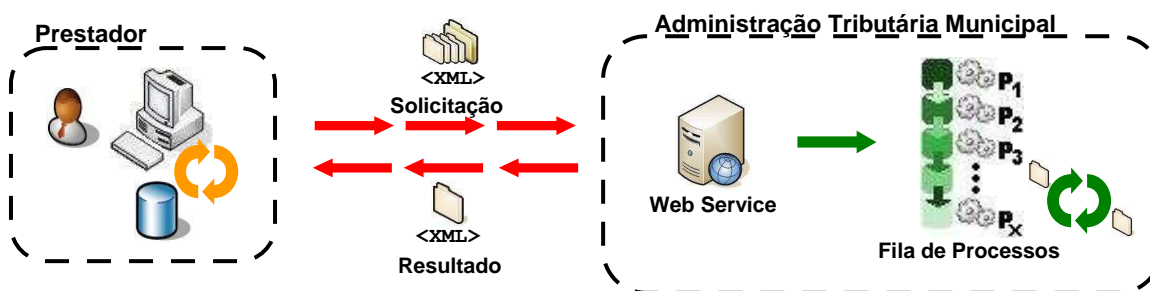 Prestador
<XML>
Solicitação
<XML>
Resultado
Administração Tributária Municipal
Web Service
P1
P2
P3
Px
Fila de Processos